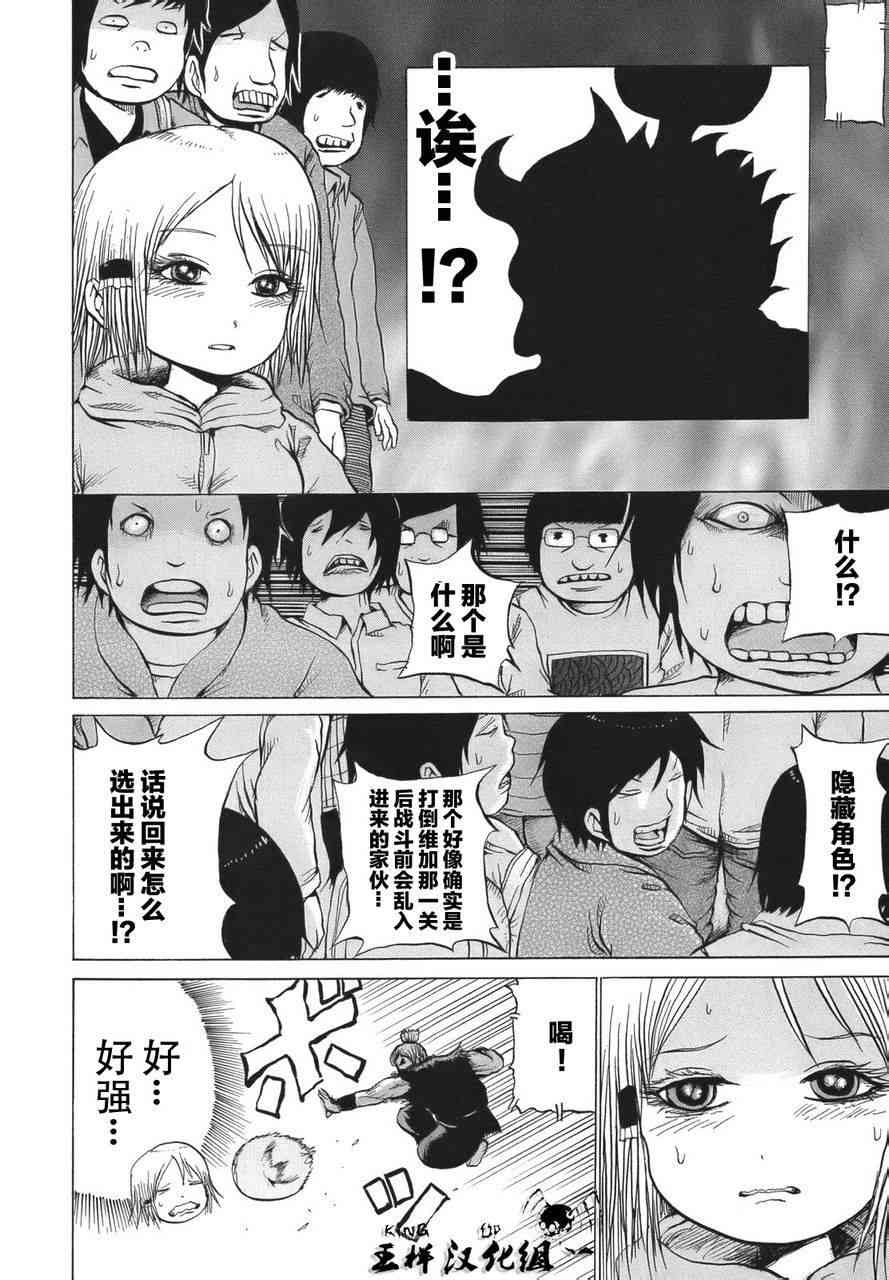 …诶…
!?
什么!?
那个是
什么啊
隐藏角色!?
那个好像确实是
打倒维加那一关
后战斗前会乱入
进来的家伙…
话说回来怎么
选出来的啊…!?
喝！
ボッ
好…
好强…
KING 印
王样汉化组